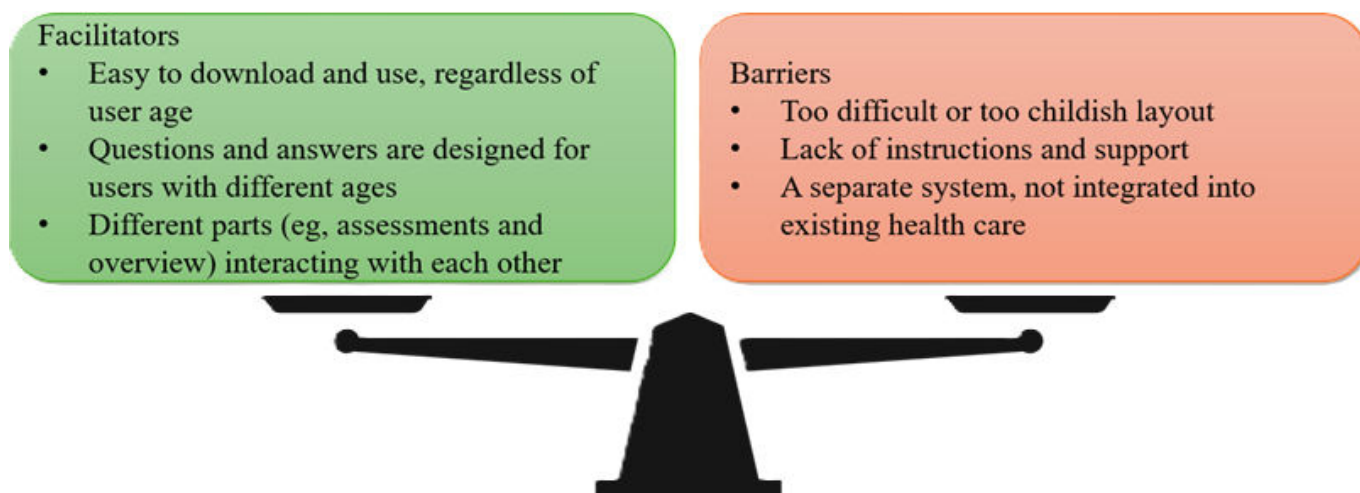 Facilitators
• Easy to download and use, regardless of
user age
• Questions and answers are designed for
users with different ages
• Different parts (eg, assessments and
overview) interacting with each other
Barriers
• Too difficult or too childish layout
• Lack of instructions and support
• A separate system, not integrated into
existing health care